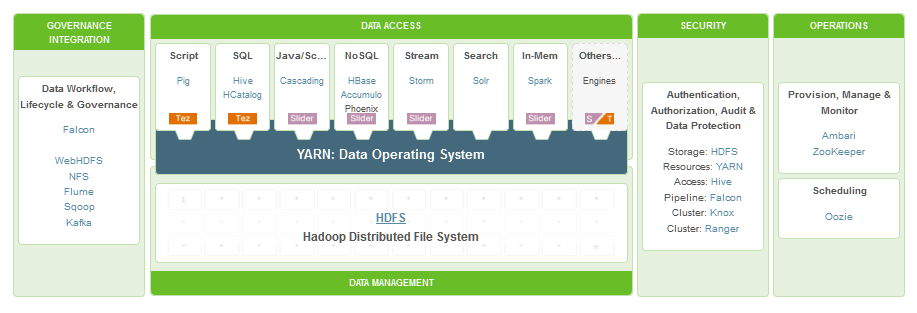 GOVERNANCE
INTEGRATION
Data Workflow,
Lifecycle & Governance
Falcon
WebHDFS
NFS
Flume
Sqoop
Kafka
DATA ACCESS
Script
Pig
Tez
SQL
Hive
HCatalog
Tez
Java/Sc...
Cascading
Slider
NoSQL
HBase
Accumulo
Phoenix
Slider
Stream
Storm
Slider
Search
Solr
Slider
In-Mem
Spark
Slider
Others...
Engines
S / T
YARN: Data Operating System
1
HDFS
Hadoop Distributed File System
n
DATA MANAGEMENT
SECURITY
Authentication,
Authorization, Audit &
Data Protection
Storage: HDFS
Resources: YARN
Access: Hive
Pipeline: Falcon
Cluster: Knox
Cluster: Ranger
OPERATIONS
Provision, Manage &
Monitor
Ambari
ZooKeeper
Scheduling
Oozie